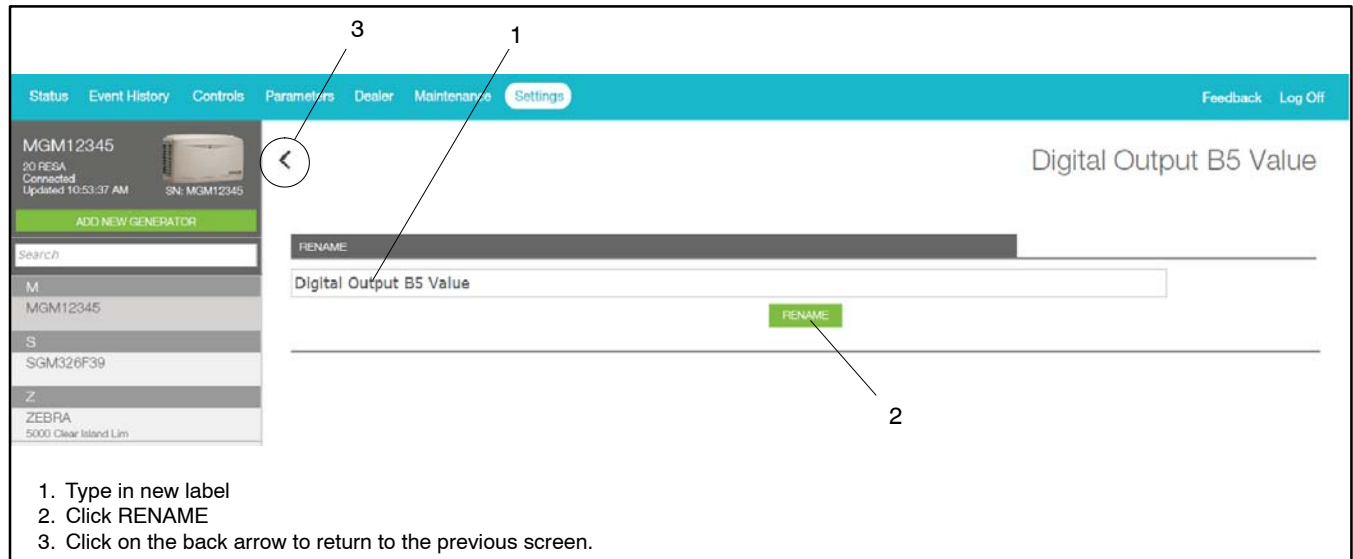 3 1
Status Event History Controls Parameters Dealer Maintenance Settings Feedback Log Off
MGM12345
20 RESA
Connected
Updated 10:53:37 AM SN: MGM12345
Digital Output B5 Value
ADD NEW GENERATOR
Search
RENAME
Digital Output B5 Value
RENAME
M
MGM12345
S
SGM326F39
Z
ZEBRA
5000 Clear Island Lim
2
1. Type in new label
2. Click RENAME
3. Click on the back arrow to return to the previous screen.